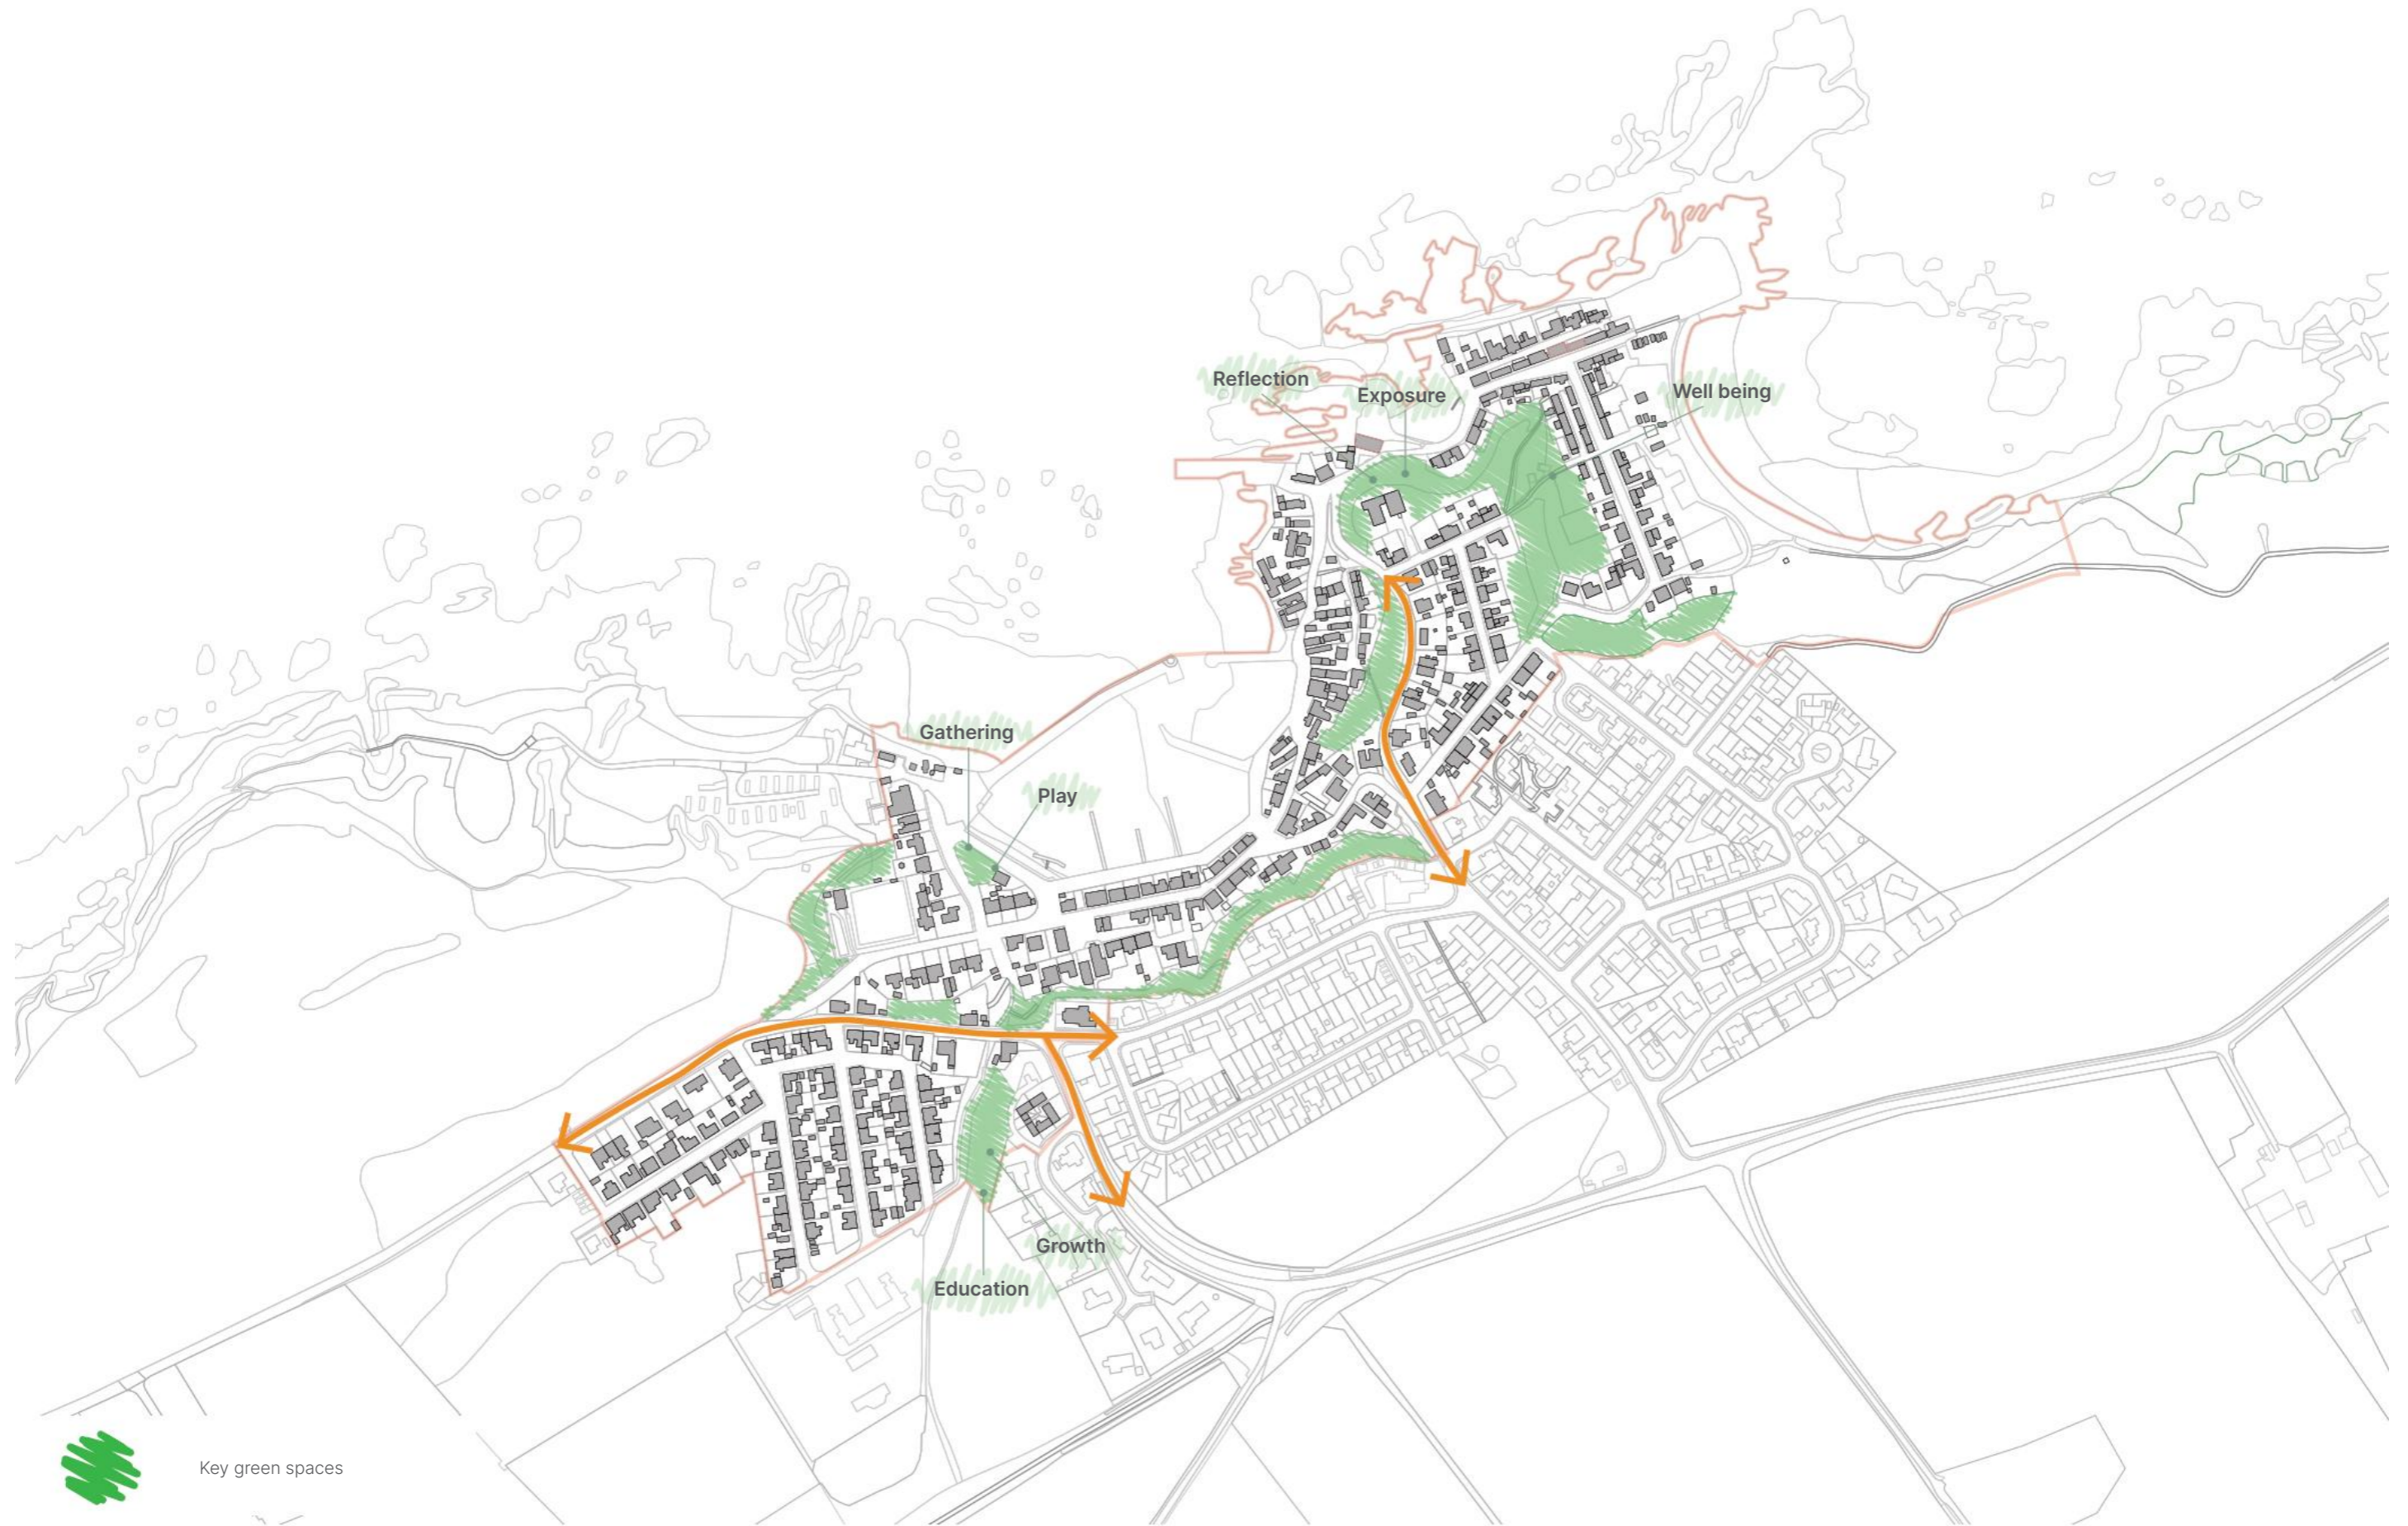 Reflection
Exposure
Well being
Gathering
Play
Growth
Education
Key green spaces